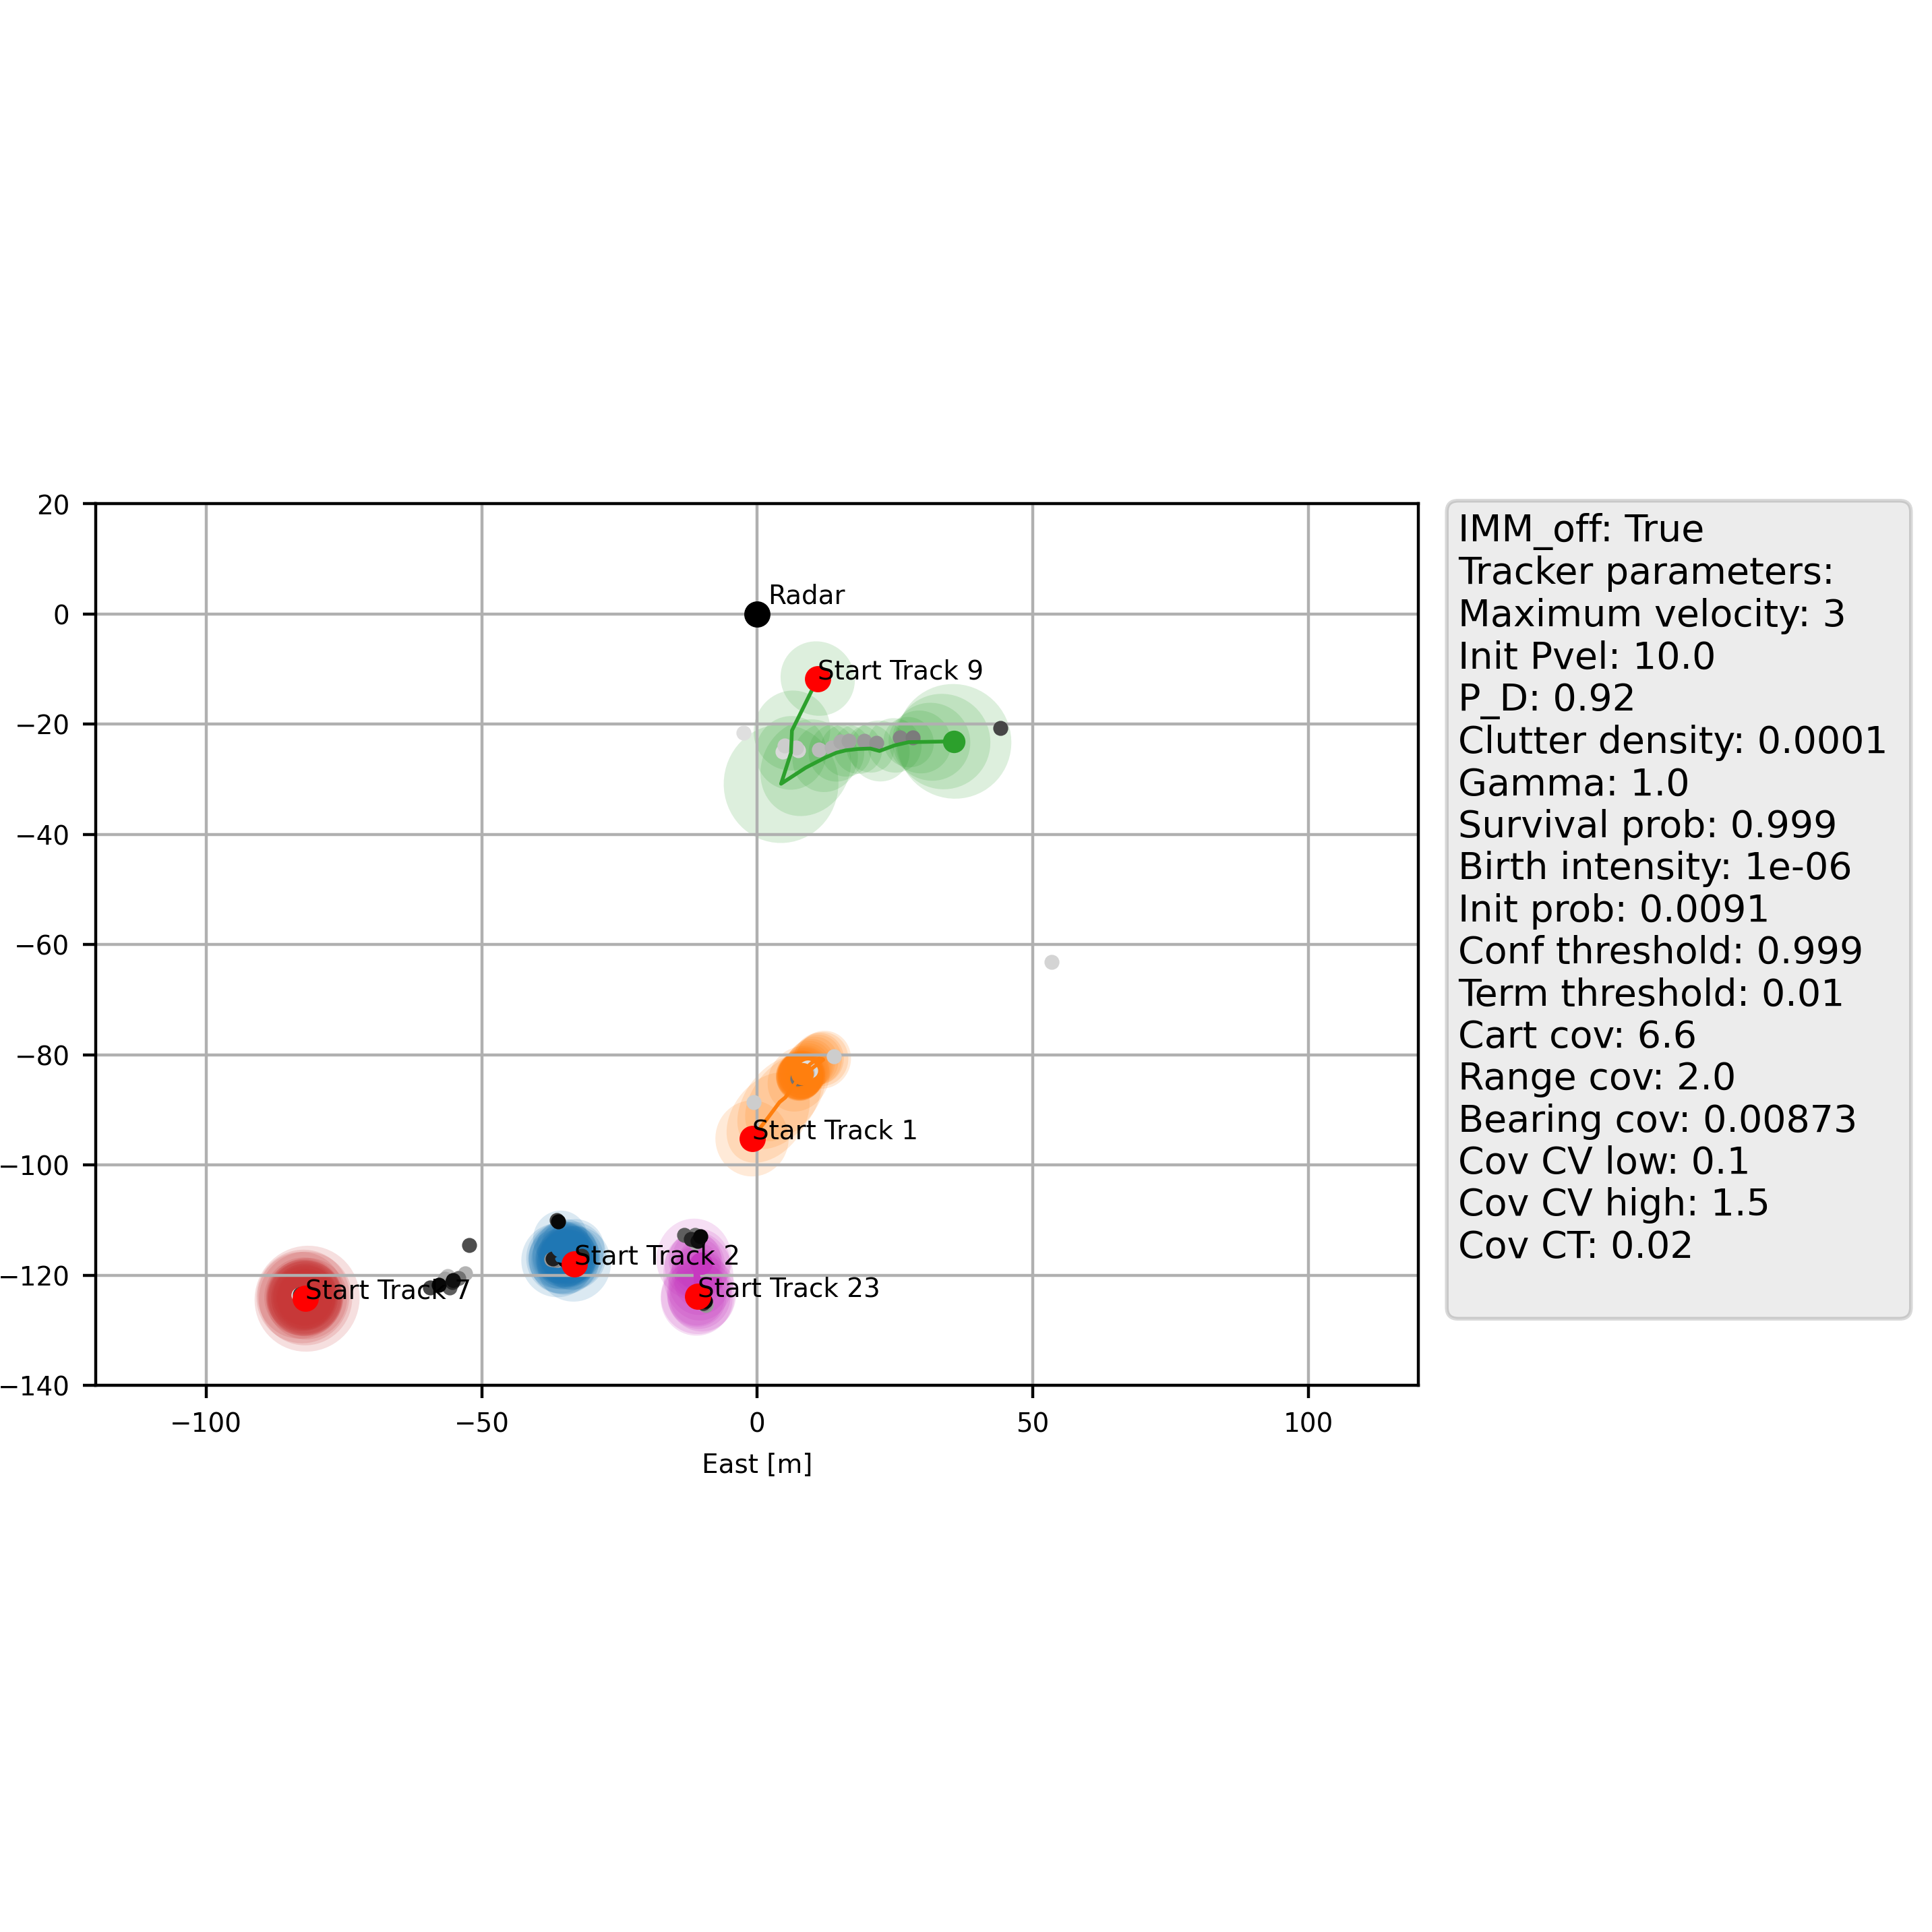 20
0
−20
−40
−60
−80
−100
−120
−140
−100
−50
0
50
100
East [m]
Radar
Start Track 9
Start Track 1
Start Track 2
Start Track 7
Start Track 23
IMM_off: True
Tracker parameters:
Maximum velocity: 3
Init Pvel: 10.0
P_D: 0.92
Clutter density: 0.0001
Gamma: 1.0
Survival prob: 0.999
Birth intensity: 1e-06
Init prob: 0.0091
Conf threshold: 0.999
Term threshold: 0.01
Cart cov: 6.6
Range cov: 2.0
Bearing cov: 0.00873
Cov CV low: 0.1
Cov CV high: 1.5
Cov CT: 0.02